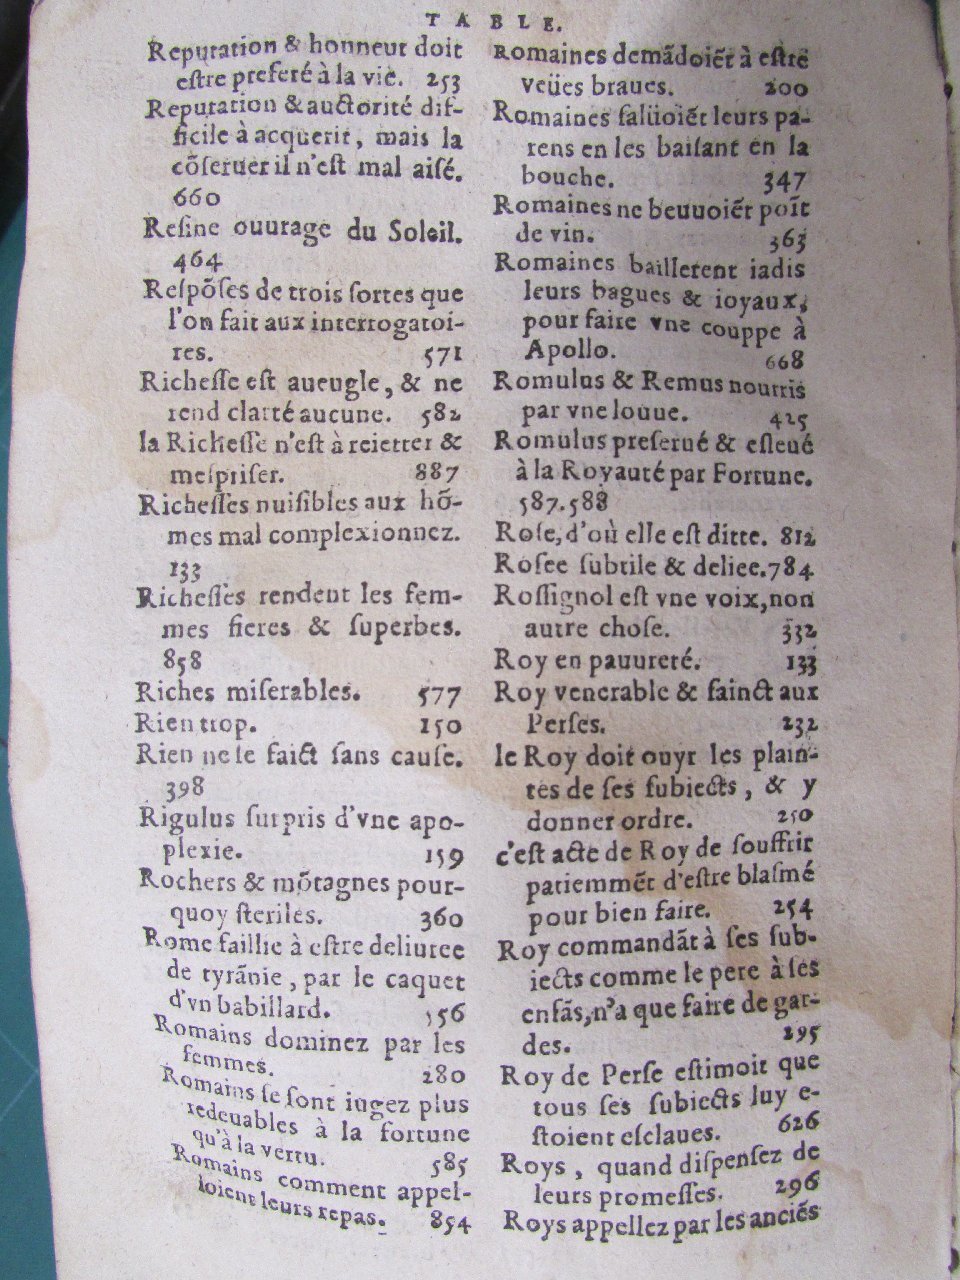 TABLE.
Reputation & honneur doit
estre preferé à la vie. 253
Reputation & auctorité dif-
ficile à acquerir, mais la
cõseruer il n'est mal aisé.
660
Resine ouurage du Soleil.
464
Respõses de trois sortes que
l'on fait aux interrogatoi-
res. 571
Richesse est aueugle, & ne
rend clarté aucune. 582
la Richesse n'est à reietter &
mespriser. 887
Richesses nuisibles aux hõ-
mes mal complexionnez.
133
Richesses rendent les fem-
mes fieres & superbes.
858
Riches miserables. 577
Rien trop. 150
Rien ne se faict sans cause.
398
Rigulus surpris d'vne apo-
plexie. 159
Rochers & mõtagnes pour-
quoy steriles. 360
Rome faillie à estre deliuree
de tyrãnie, par le caquet
d'vn babillard. 156
Romains dominez par les
femmes. 280
Romains se sont iugez plus
redeuables à la fortune
qu'à la vertu. 585
Romains comment appel-
loient leurs repas. 854
Romaines demãdoiẽt à estre
veües braues. 200
Romaines salüoiẽt leurs pa-
rens en les baisant en la
bouche. 347
Romaines ne beuuoiẽt poĩt
de vin. 363
Romaines baillerent iadis
leurs bagues & ioyaux,
pour faire vne couppe à
Apollo. 668
Romulus & Remus nourris
par vne louue. 425
Romulus preserué & esleué
à la Royauté par Fortune.
587.588
Rose, d'où elle est ditte. 812
Rosee subtile & deliee. 784
Rossignol est vne voix, non
autre chose. 332
Roy en pauureté. 133
Roy venerable & sainct aux
Perses. 232
le Roy doit ouyr les plain-
tes de ses subiects, & y
donner ordre. 250
c'est acte de Roy de souffrir
patiemmẽt d'estre blasmé
pour bien faire. 254
Roy commandãt à ses sub-
iects comme le pere à ses
enfãs, n'a que faire de gar-
des. 295
Roy de Perse estimoit que
tous ses subiects luy e-
stoient esclaues. 626
Roys, quand dispensez de
leurs promesses. 296
Roys appellez par les anciẽs